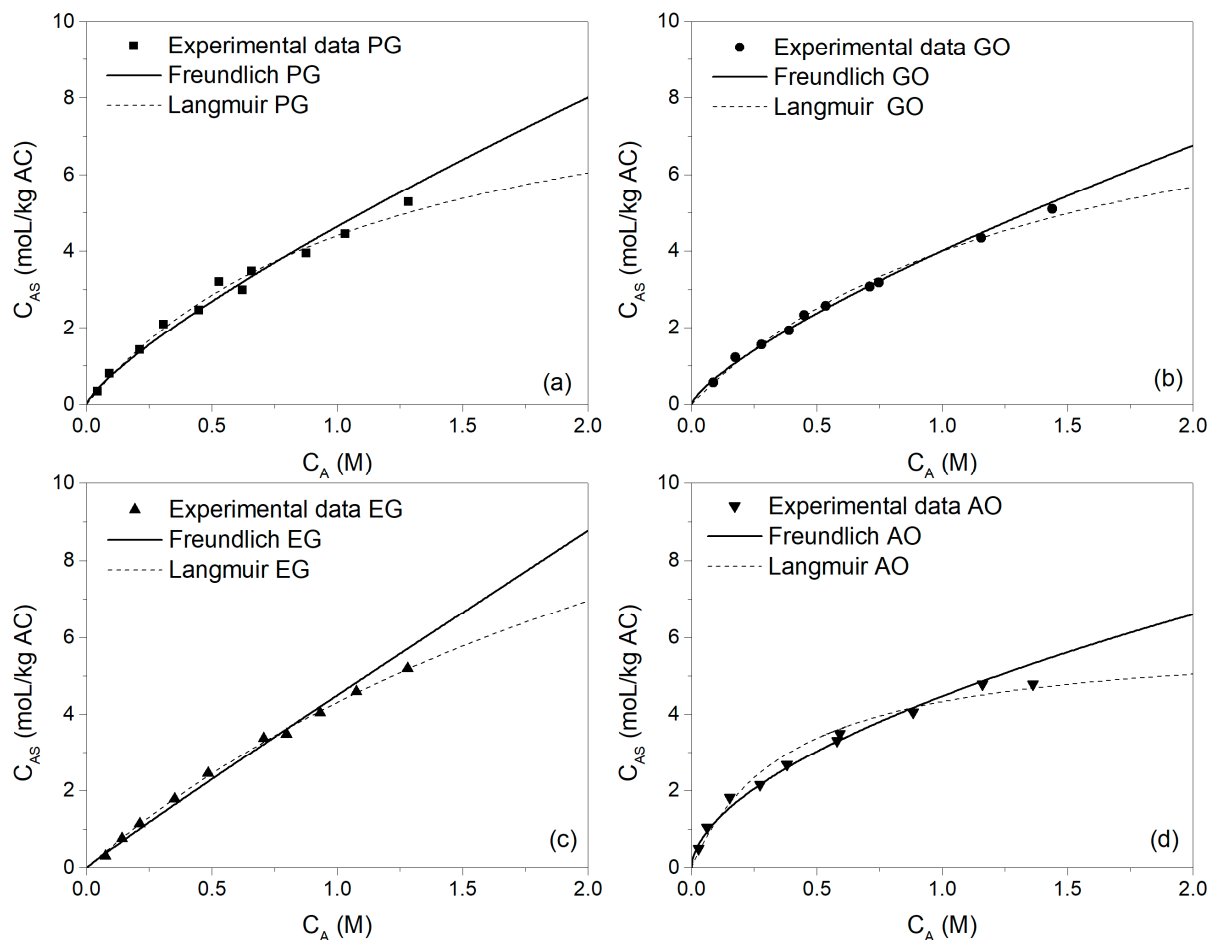 10
8
6
4
2
0
C_AS (moL/kg AC)
Experimental data PG
Freundlich PG
Langmuir PG
(a)
0.0 0.5 1.0 1.5 2.0
C_A (M)
10
8
6
4
2
0
C_AS (moL/kg AC)
Experimental data GO
Freundlich GO
Langmuir GO
(b)
0.0 0.5 1.0 1.5 2.0
C_A (M)
10
8
6
4
2
0
C_AS (moL/kg AC)
Experimental data EG
Freundlich EG
Langmuir EG
(c)
0.0 0.5 1.0 1.5 2.0
C_A (M)
10
8
6
4
2
0
C_AS (moL/kg AC)
Experimental data AO
Freundlich AO
Langmuir AO
(d)
0.0 0.5 1.0 1.5 2.0
C_A (M)